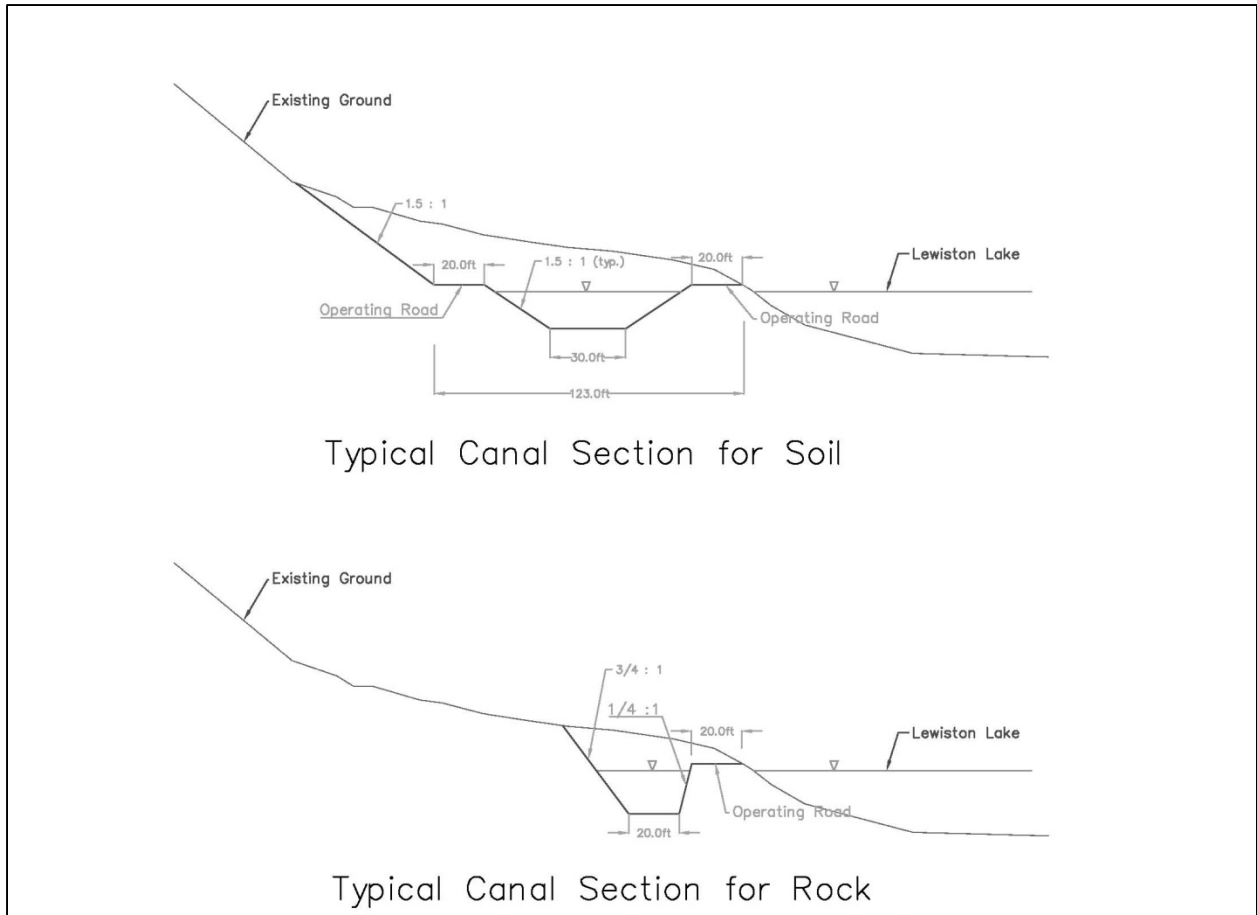 Existing Ground
1.5 : 1
20.0ft
1.5 : 1 (typ.)
20.0ft
Lewiston Lake
Operating Road
Operating Road
30.0ft
123.0ft
Typical Canal Section for Soil
Existing Ground
3/4 : 1
1/4 :1
20.0ft
Lewiston Lake
Operating Road
20.0ft
Typical Canal Section for Rock